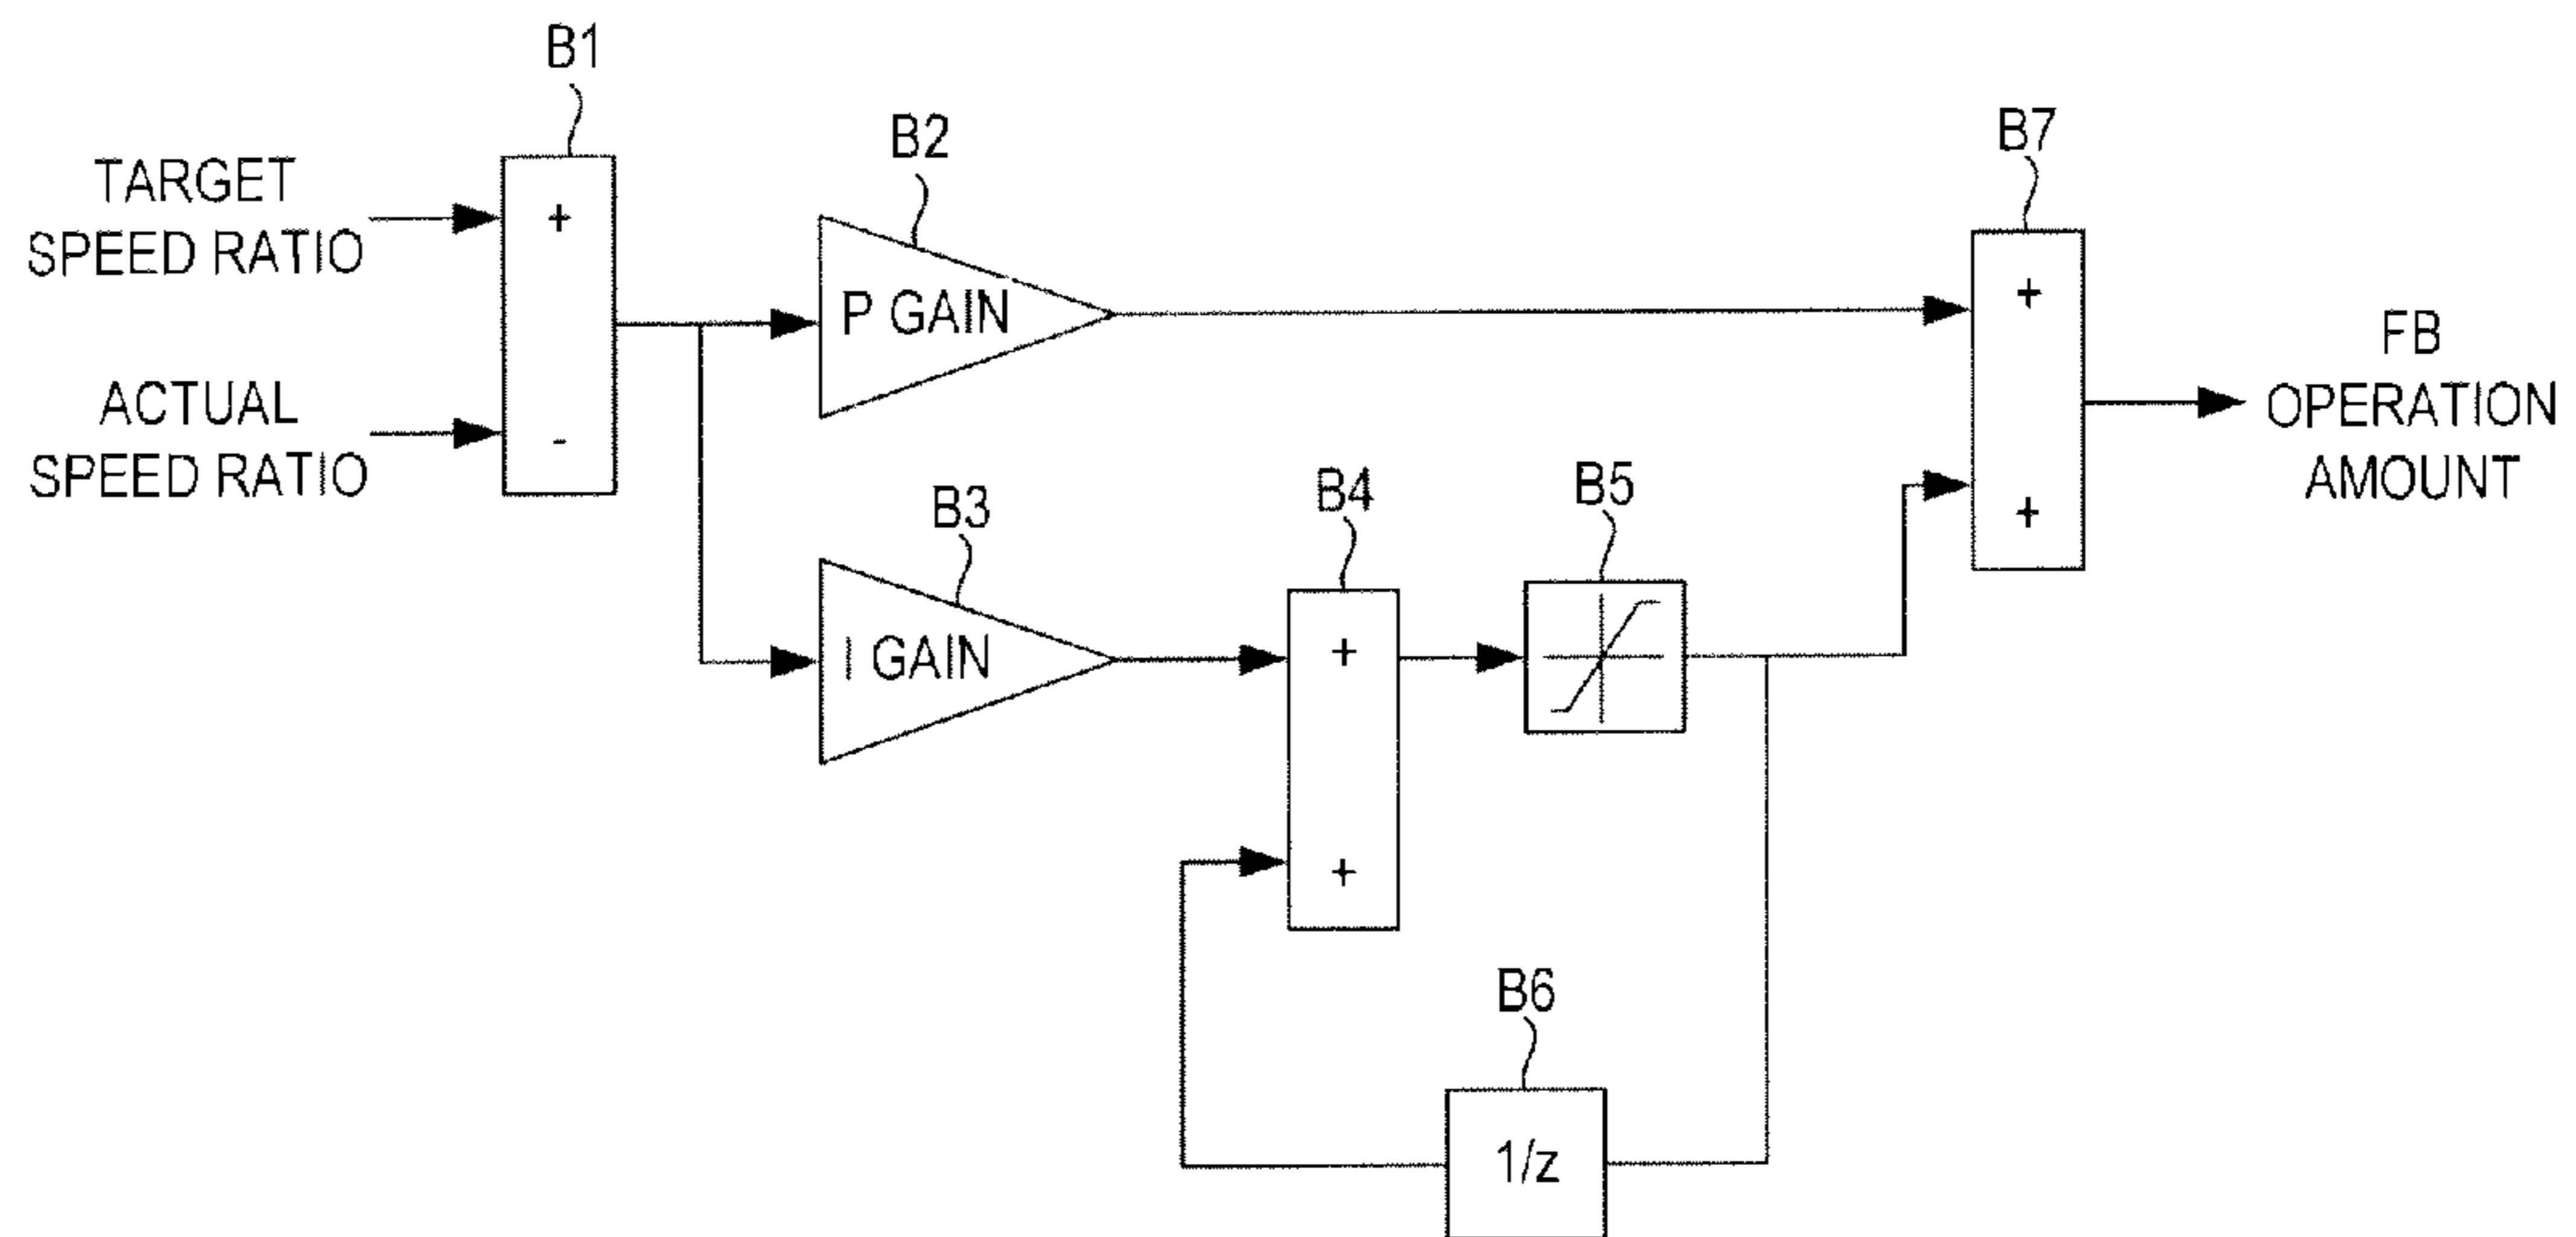 B1
TARGET
SPEED RATIO
+
ACTUAL
SPEED RATIO
-
B2
P GAIN
B3
I GAIN
B4
+
+
B5
B6
1/z
B7
+
+
FB
OPERATION
AMOUNT